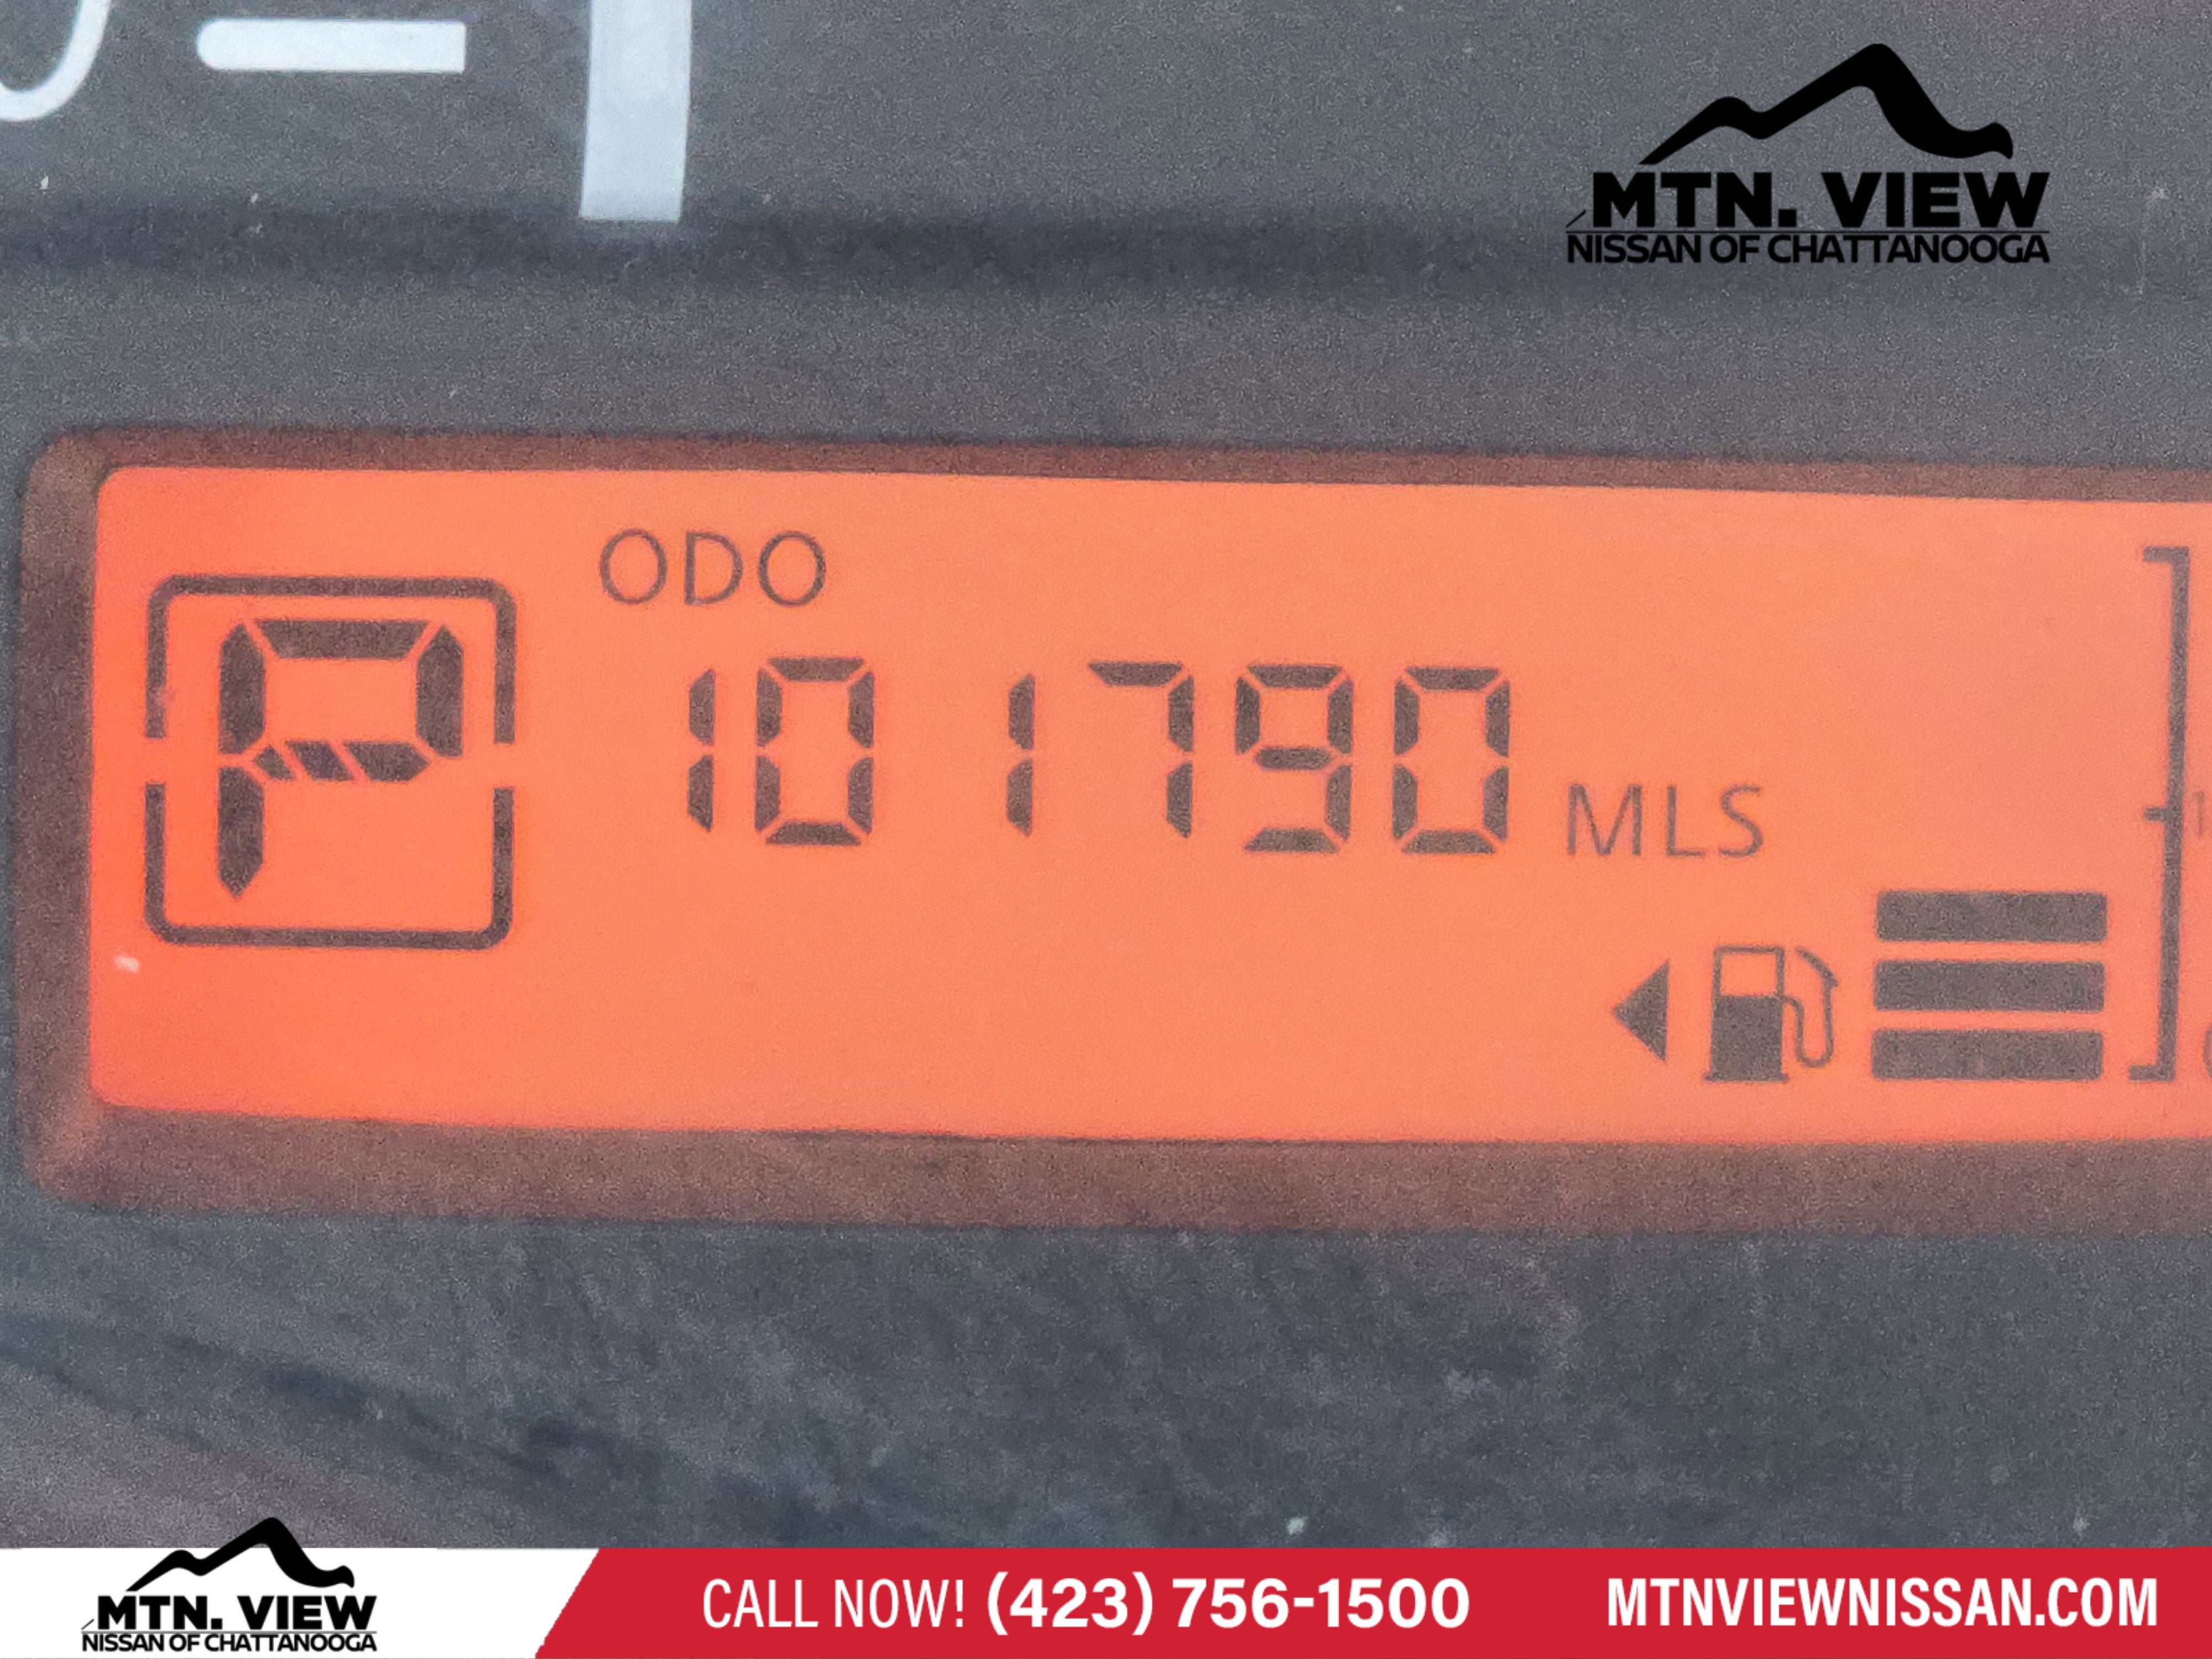 MTN. VIEW
NISSAN OF CHATTANOOGA
ODO
P
101790 MLS
MTN. VIEW
NISSAN OF CHATTANOOGA
CALL NOW! (423) 756-1500
MTNVIEWNISSAN.COM